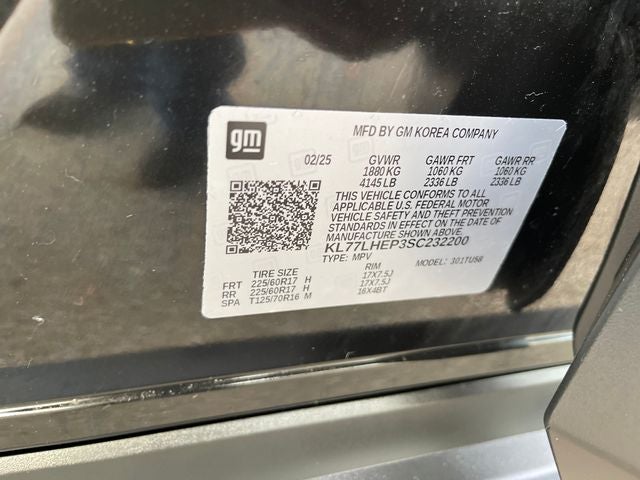 gm
MFD BY GM KOREA COMPANY
02/25 GVWR GAWR FRT GAWR RR
1880 KG 1060 KG 1060 KG
4145 LB 2336 LB 2336 LB
THIS VEHICLE CONFORMS TO ALL
APPLICABLE U.S. FEDERAL MOTOR
VEHICLE SAFETY AND THEFT PREVENTION
STANDARDS IN EFFECT ON THE DATE OF
MANUFACTURE SHOWN ABOVE.
KL77LHEP3SC232200
TYPE: MPV MODEL: 301TU58
TIRE SIZE RIM
FRT 225/60R17 H 17X7.5J
RR 225/60R17 H 17X7.5J
SPA T125/70R16 M 16X4BT